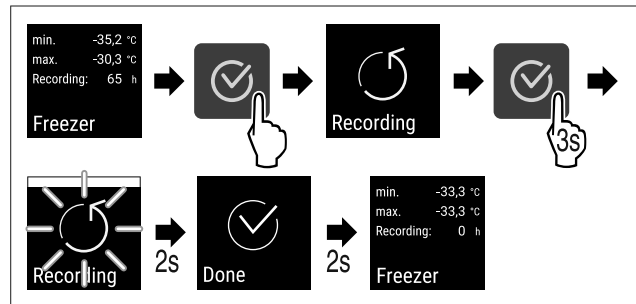 min. -35,2 °C
max. -30,3 °C
Recording: 65 h
Freezer
Recording
3s
Recording
2s
Done
2s
min. -33,3 °C
max. -33,3 °C
Recording: 0 h
Freezer